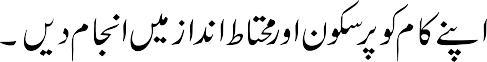 اپنے کام کو پرسکون اور محتاط انداز میں انجام دیں ۔